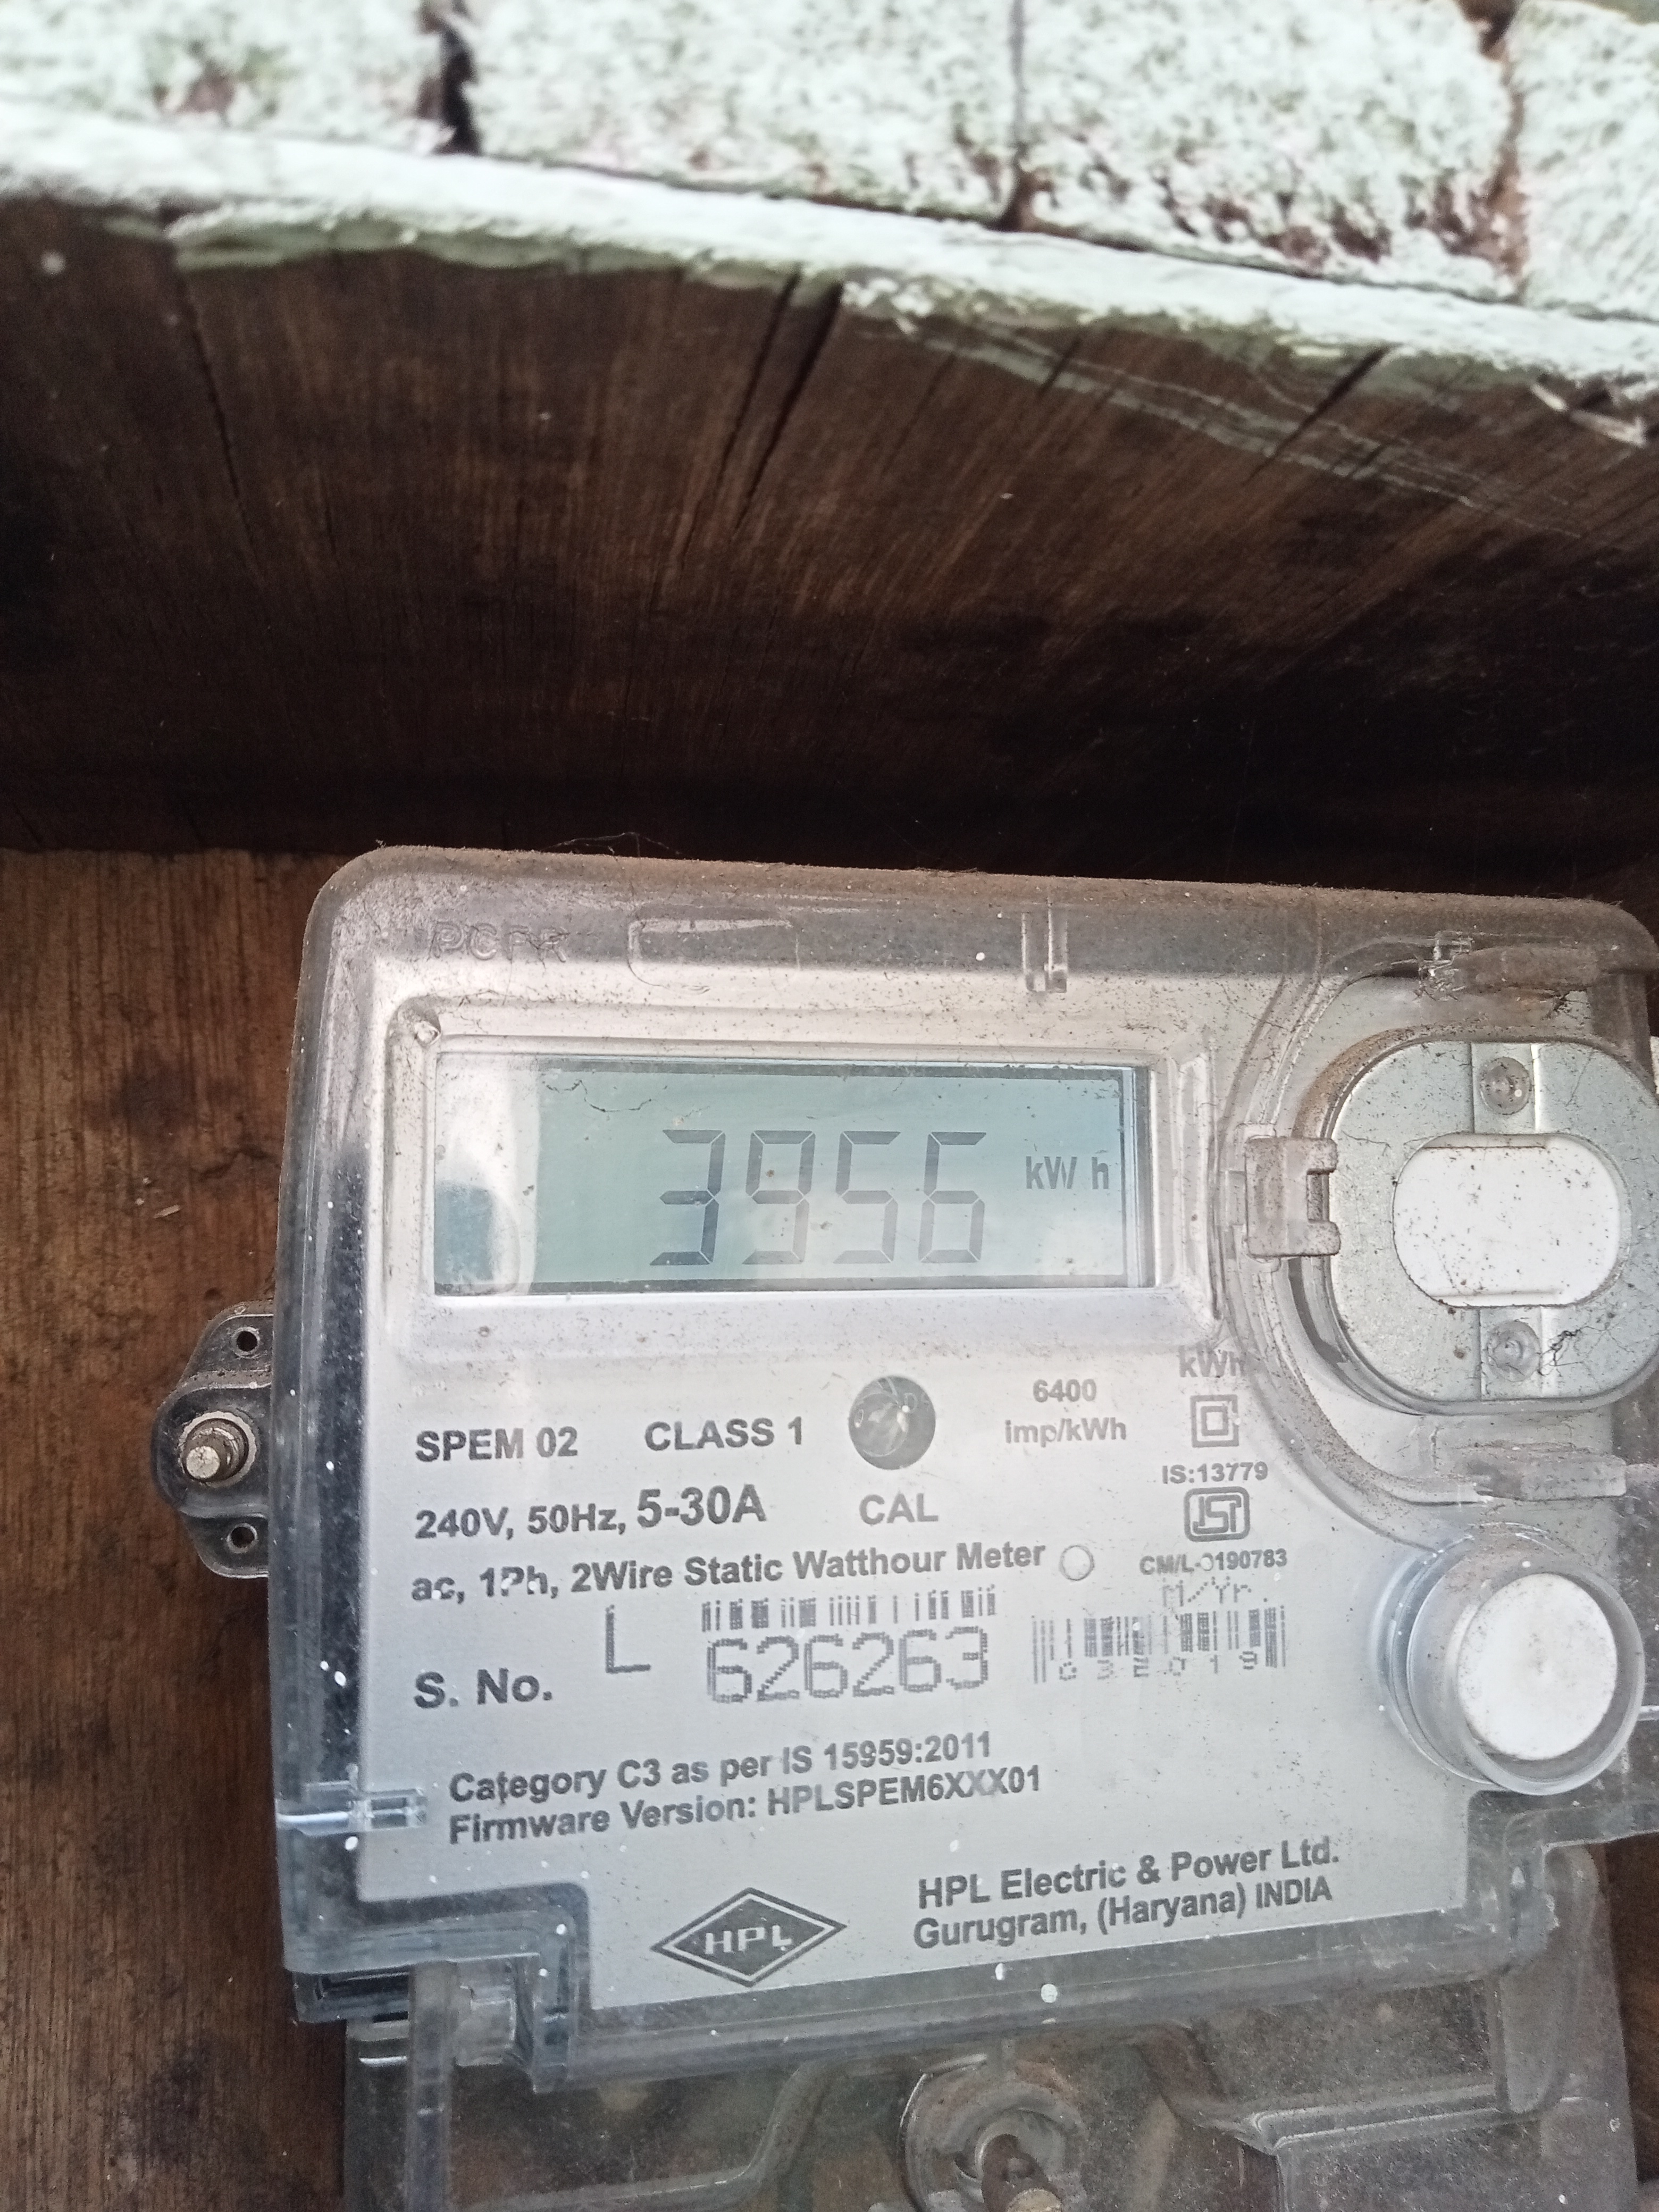 3956 kW h
kWh
SPEM 02 CLASS 1 6400
imp/kWh
IS:13779
240V, 50Hz, 5-30A CAL
ac, 1Ph, 2Wire Static Watthour Meter
CM/L-0190783
M/Yr.
S. No. L 626263
Category C3 as per IS 15959:2011
Firmware Version: HPLSPEM6XXX01
HPL
HPL Electric & Power Ltd.
Gurugram, (Haryana) INDIA